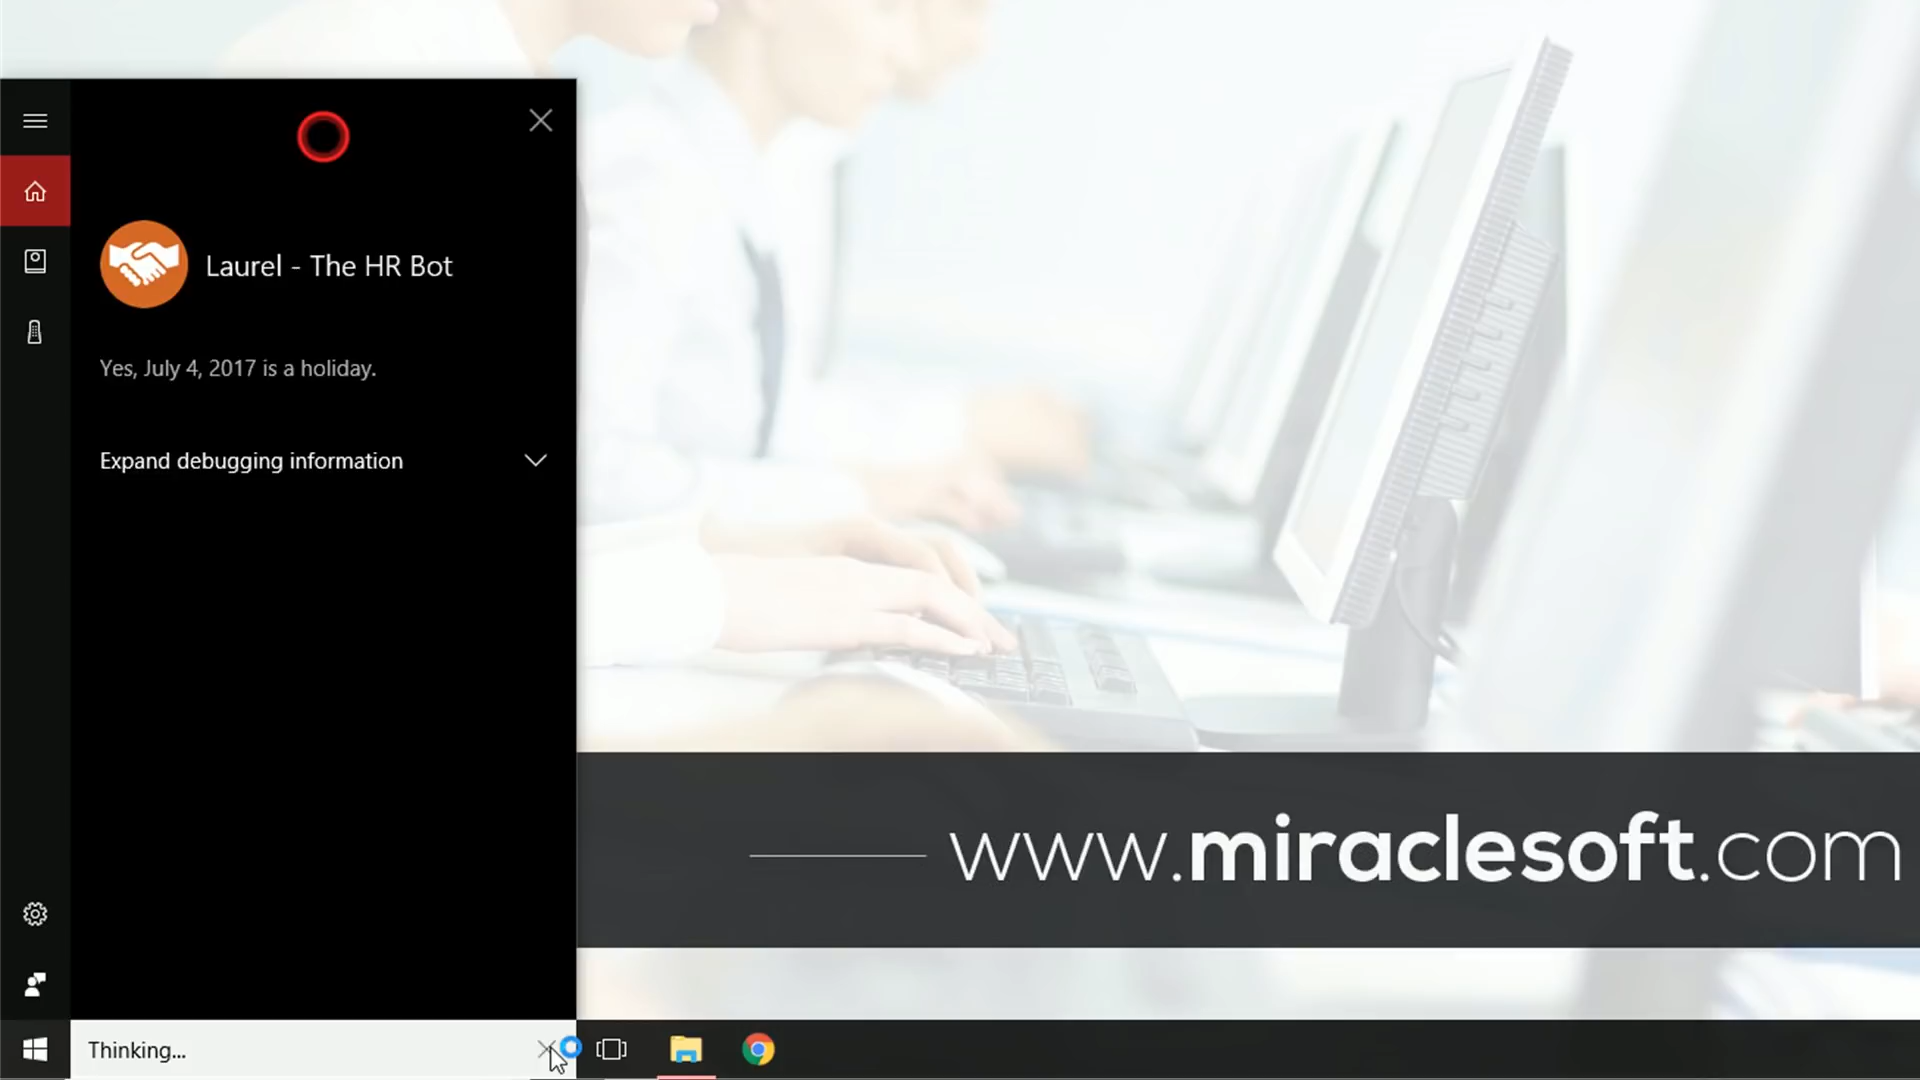 Laurel - The HR Bot
Yes, July 4, 2017 is a holiday.
Expand debugging information
www.miraclesoft.com
Thinking...